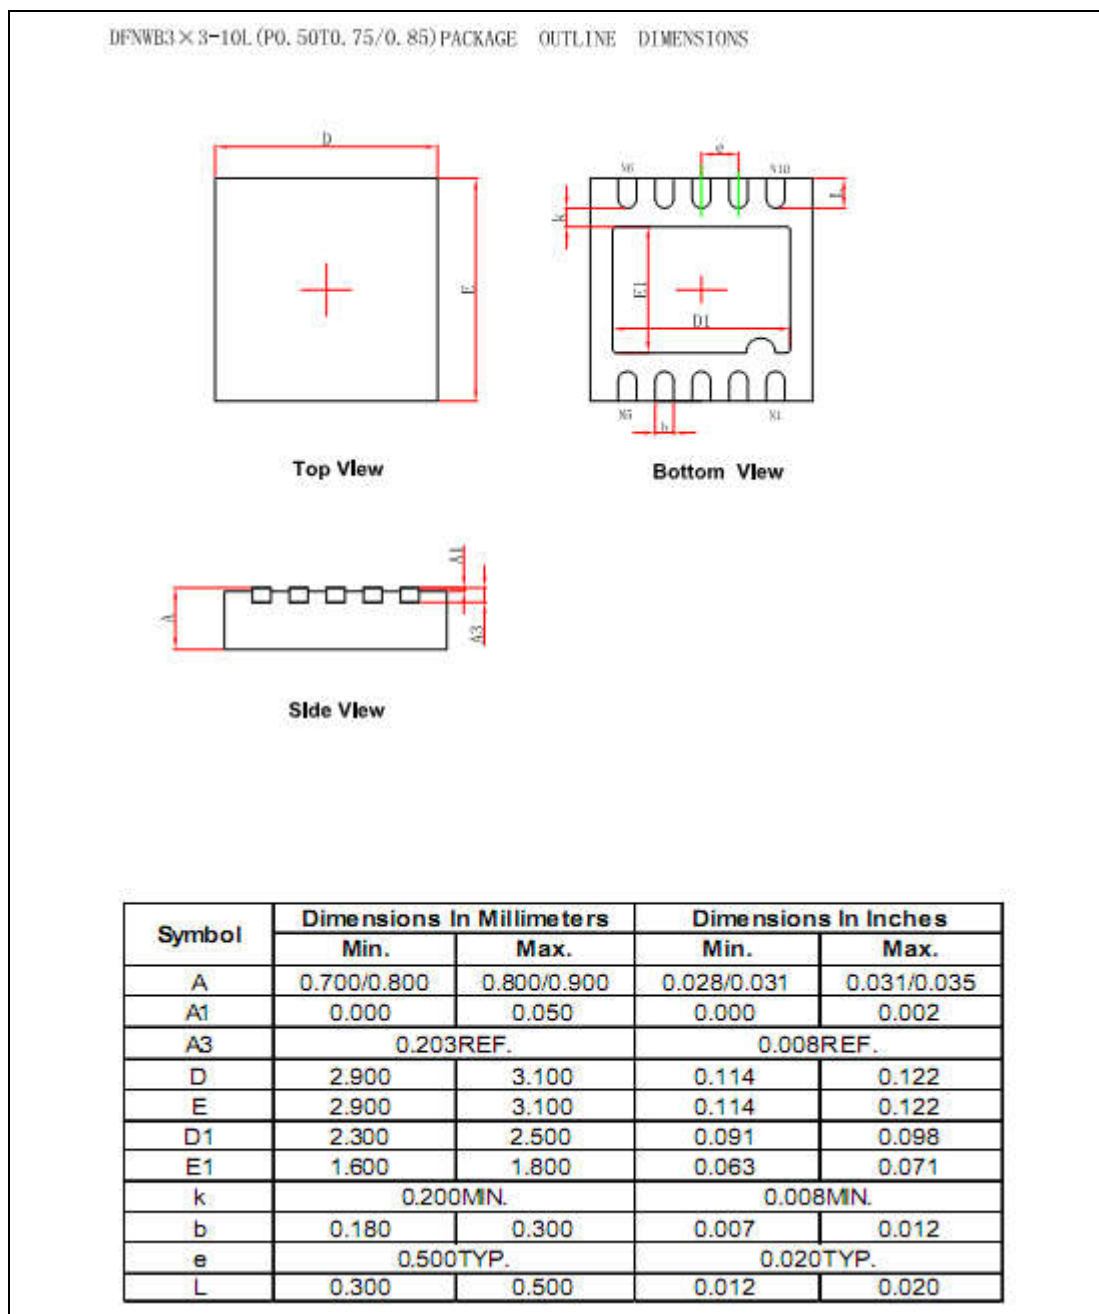 DFNWB3×3-10L(P0.50T0.75/0.85)PACKAGE OUTLINE DIMENSIONS
D
E
Top View
e
N6
N10
L
k
E1
D1
N5
b
N1
Bottom View
A1
A
A3
Side View
Symbol Dimensions In Millimeters Dimensions In Inches
Min. Max. Min. Max.
A 0.700/0.800 0.800/0.900 0.028/0.031 0.031/0.035
A1 0.000 0.050 0.000 0.002
A3 0.203REF. 0.008REF.
D 2.900 3.100 0.114 0.122
E 2.900 3.100 0.114 0.122
D1 2.300 2.500 0.091 0.098
E1 1.600 1.800 0.063 0.071
k 0.200MIN. 0.008MIN.
b 0.180 0.300 0.007 0.012
e 0.500TYP. 0.020TYP.
L 0.300 0.500 0.012 0.020